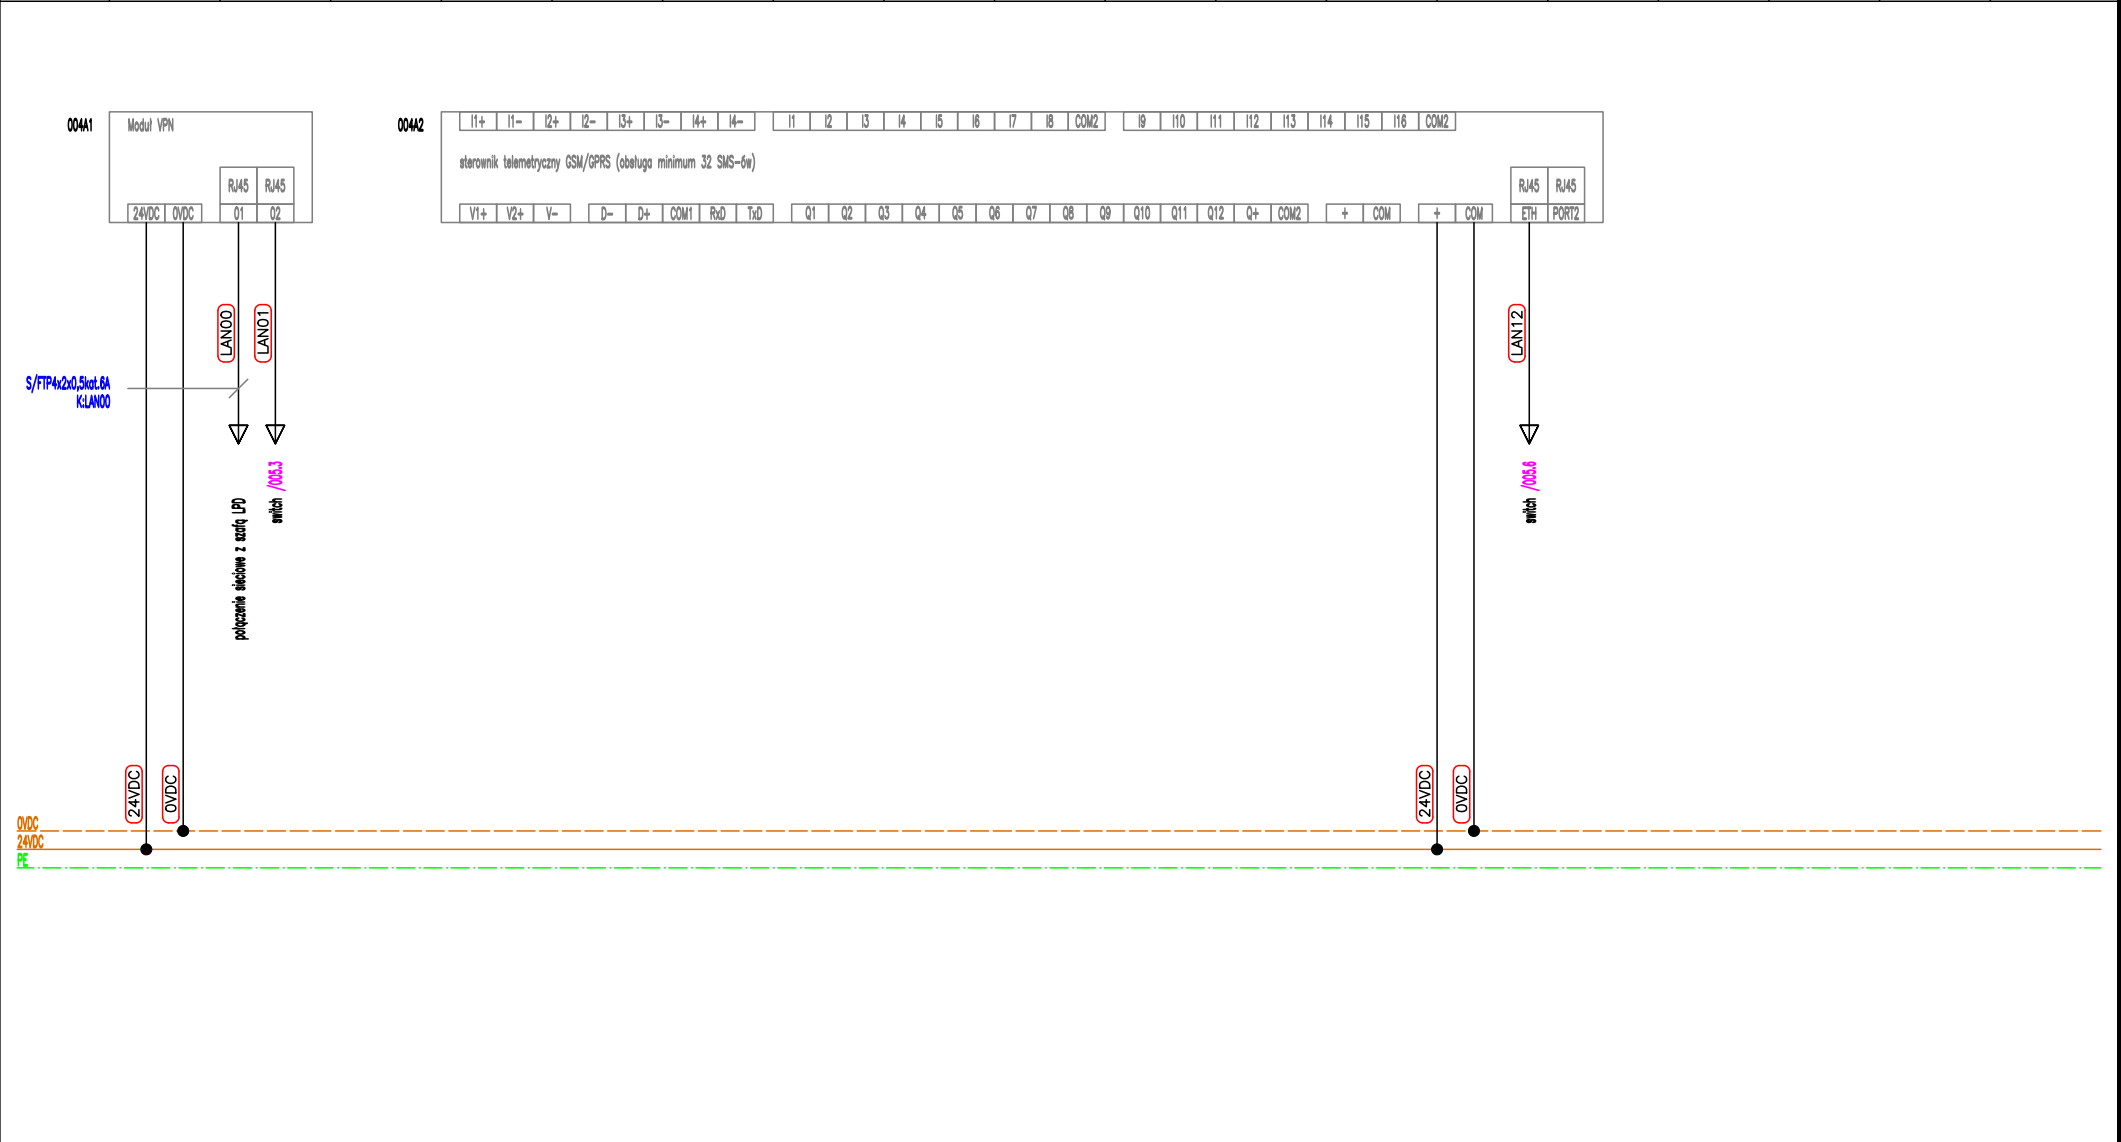 004A1
Moduł VPN
RJ45 RJ45
24VDC 0VDC 01 02
004A2
I1+ I1- I2+ I2- I3+ I3- I4+ I4- I1 I2 I3 I4 I5 I6 I7 I8 COM2 I9 I10 I11 I12 I13 I14 I15 I16 COM2
sterownik telemetryczny GSM/GPRS (obsługa minimum 32 SMS-ów)
RJ45 RJ45
V1+ V2+ V- D- D+ COM1 RxD TxD Q1 Q2 Q3 Q4 Q5 Q6 Q7 Q8 Q9 Q10 Q11 Q12 Q+ COM2 + COM + COM ETH PORT2
LAN00
LAN01
LAN12
S/FTP4x2x0,5kat.6A
K:LAN00
połączenie sieciowe z szafą LPD
switch /005.3
switch /005.6
24VDC
0VDC
24VDC
0VDC
0VDC
24VDC
PE